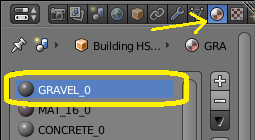 Building HS...
GRA
GRAVEL_0
MAT_16_0
CONCRETE_0